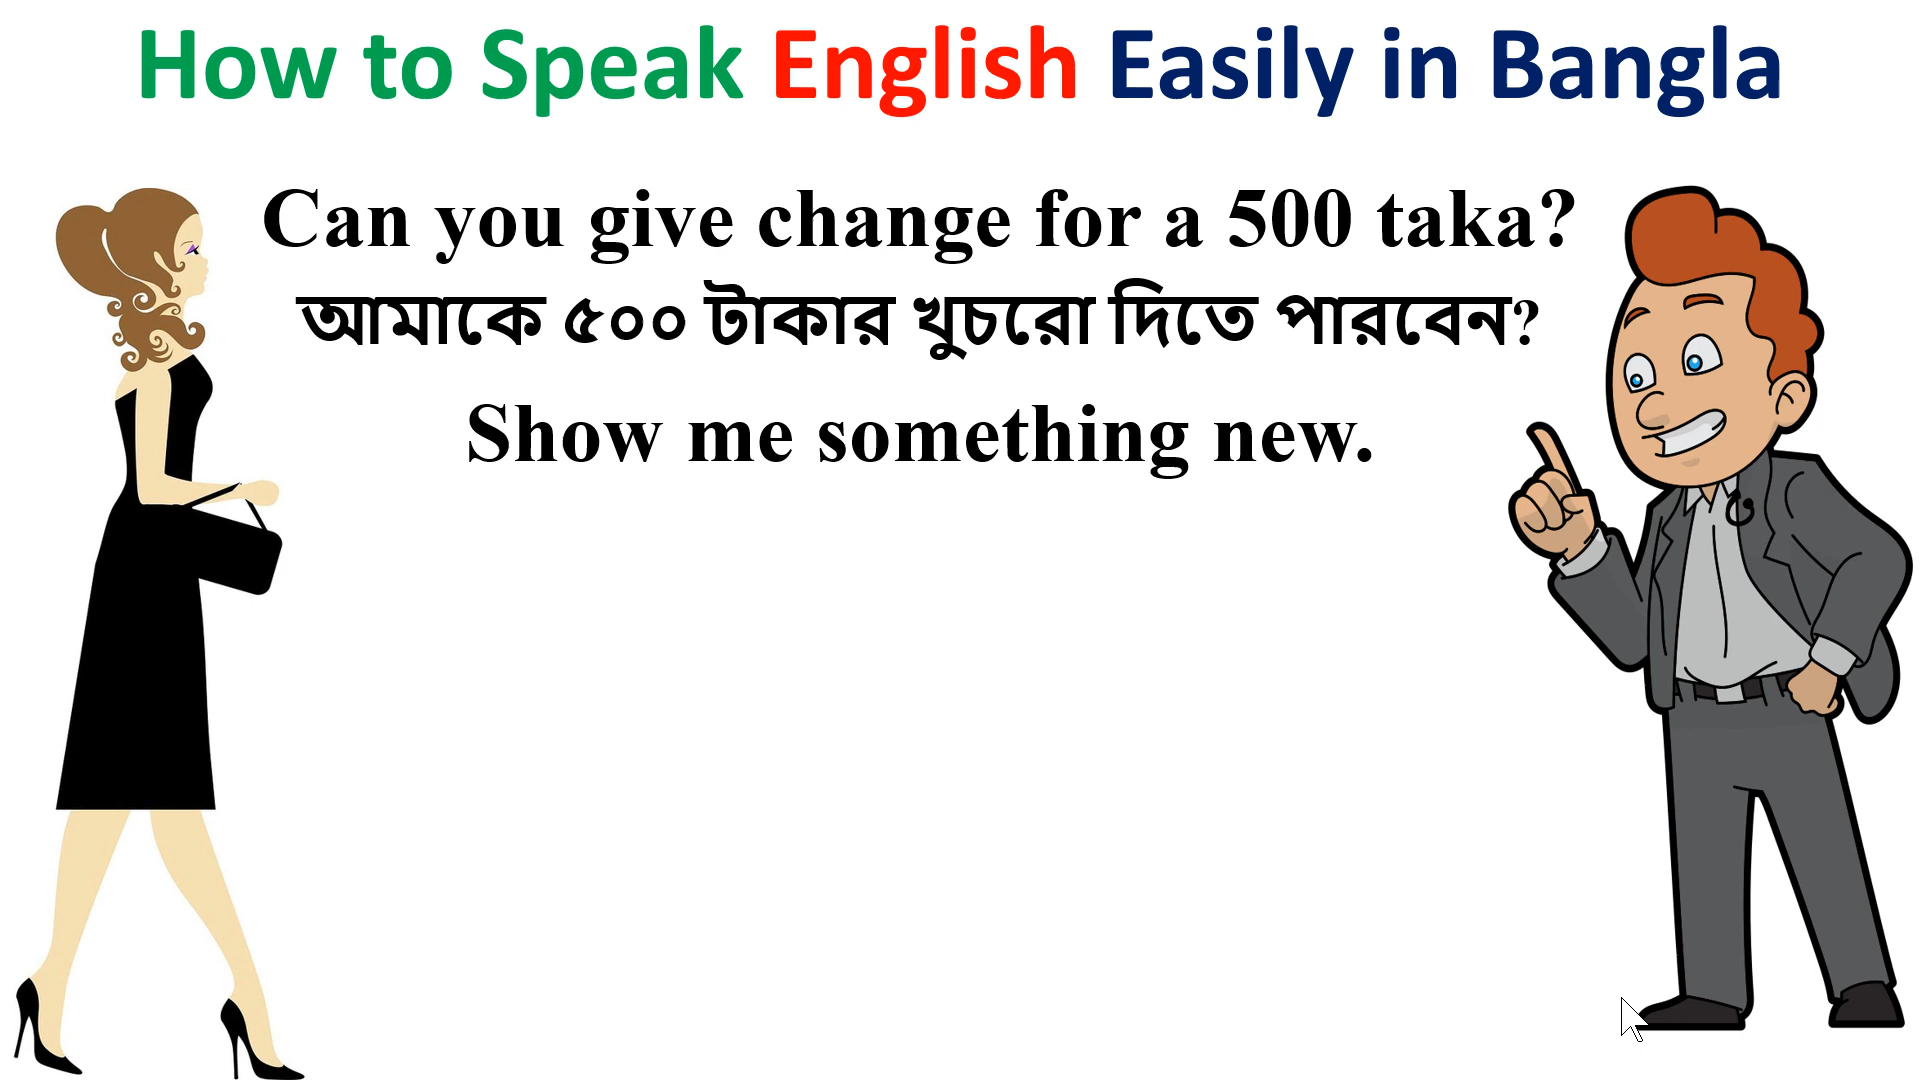 How to Speak English Easily in Bangla
Can you give change for a 500 taka?
আমাকে ৫০০ টাকার খুচরো দিতে পারবেন?
Show me something new.